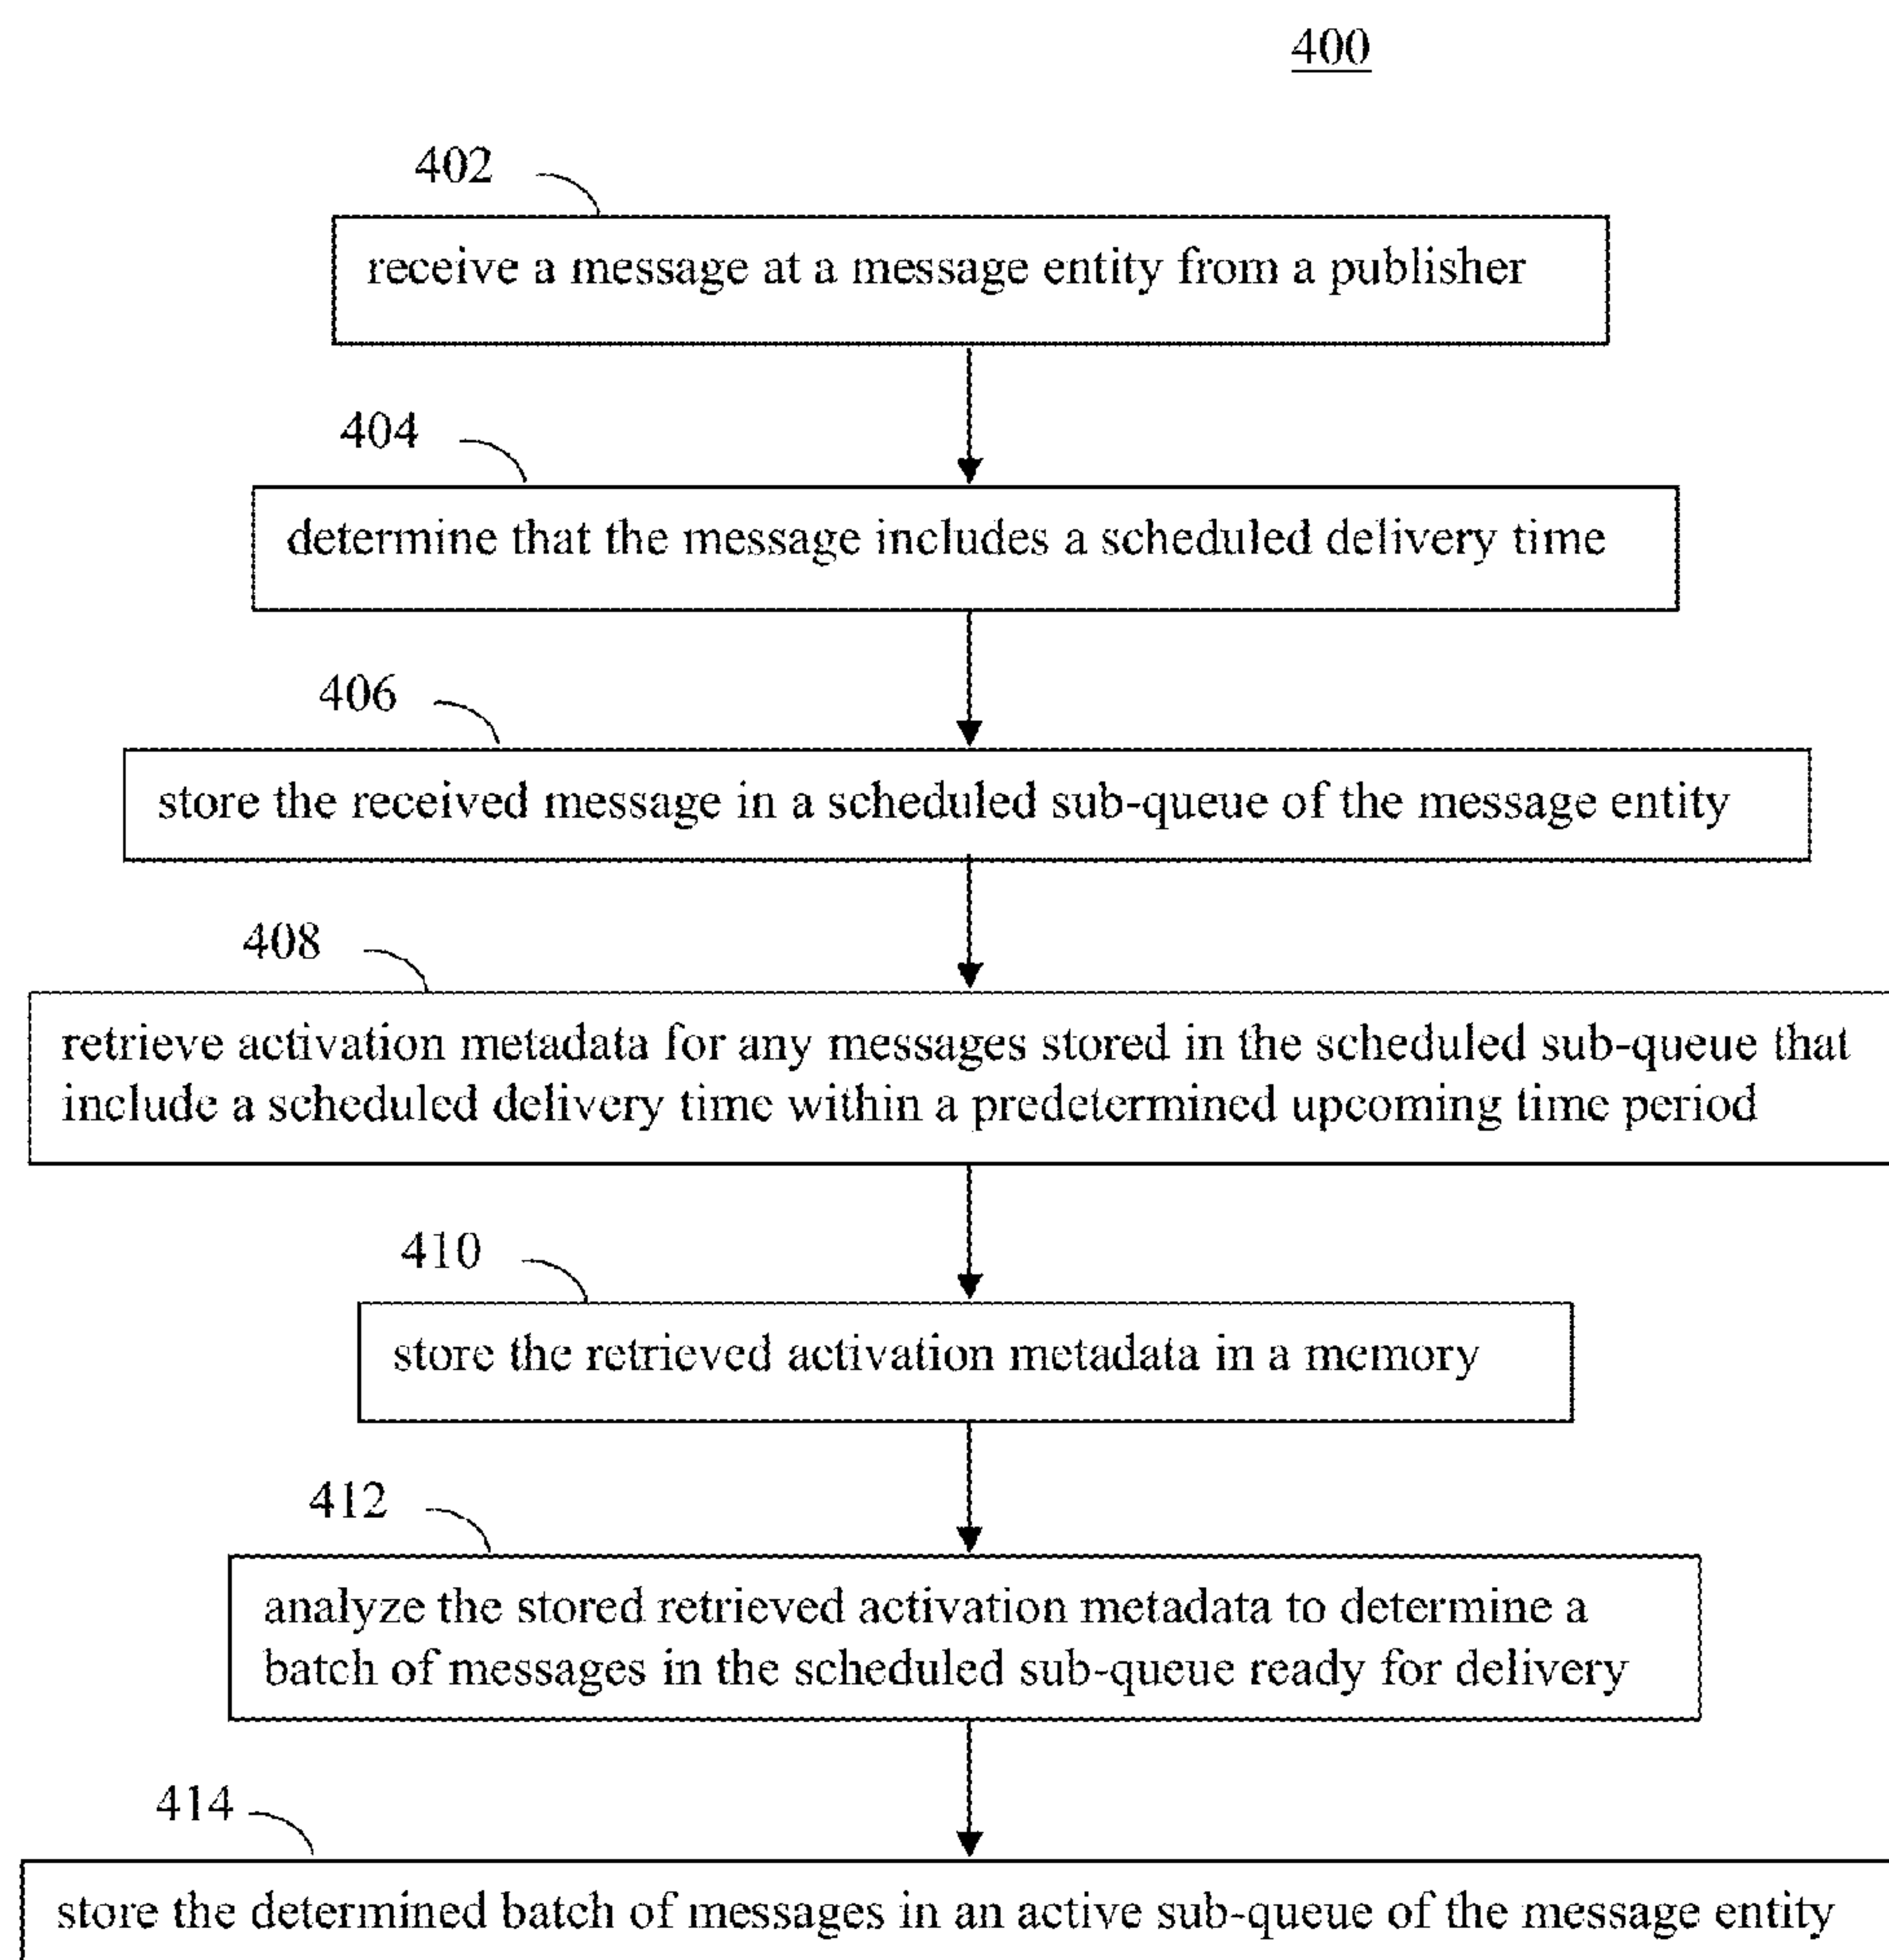 400
402
receive a message at a message entity from a publisher
404
determine that the message includes a scheduled delivery time
406
store the received message in a scheduled sub-queue of the message entity
408
retrieve activation metadata for any messages stored in the scheduled sub-queue that
include a scheduled delivery time within a predetermined upcoming time period
410
store the retrieved activation metadata in a memory
412
analyze the stored retrieved activation metadata to determine a
batch of messages in the scheduled sub-queue ready for delivery
414
store the determined batch of messages in an active sub-queue of the message entity